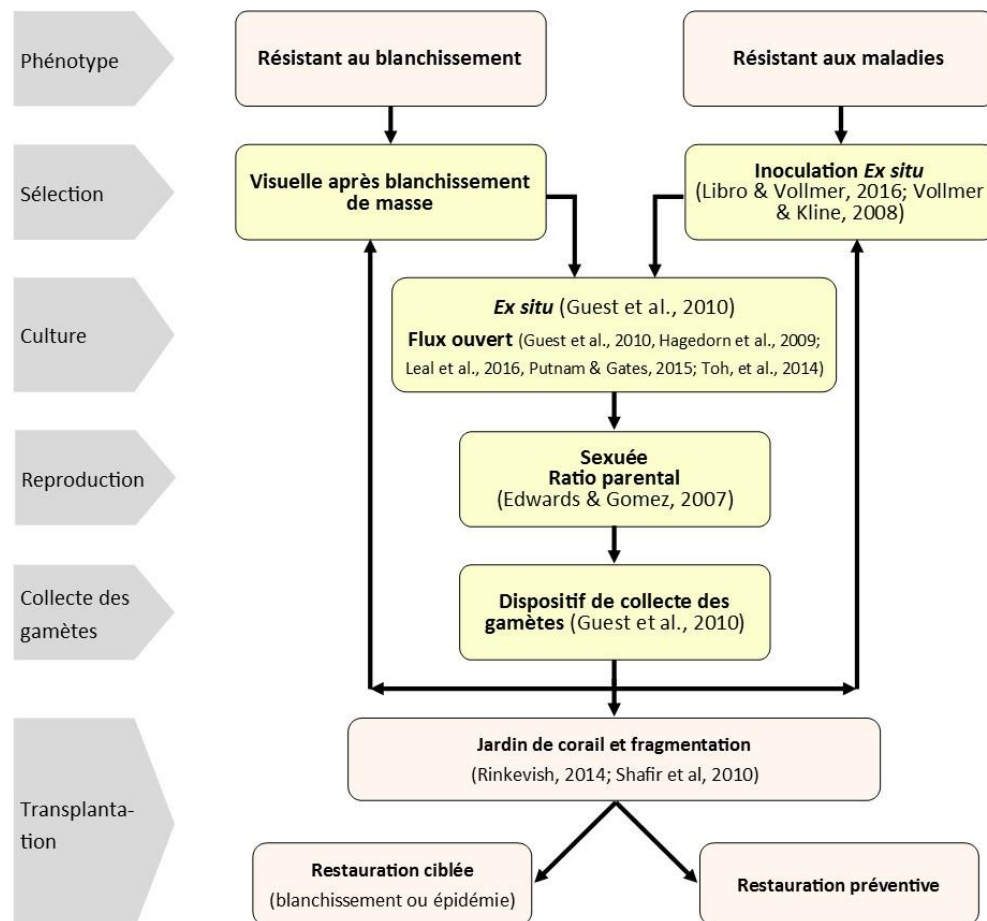 Phénotype
Résistant au blanchissement
Résistant aux maladies
Sélection
Visuelle après blanchissement
de masse
Inoculation Ex situ
(Libro & Vollmer, 2016; Vollmer
& Kline, 2008)
Culture
Ex situ (Guest et al., 2010)
Flux ouvert (Guest et al., 2010, Hagedorn et al., 2009;
Leal et al., 2016, Putnam & Gates, 2015; Toh, et al., 2014)
Reproduction
Sexuée
Ratio parental
(Edwards & Gomez, 2007)
Collecte des
gamètes
Dispositif de collecte des
gamètes (Guest et al., 2010)
Transplanta-
tion
Jardin de corail et fragmentation
(Rinkevish, 2014; Shafir et al, 2010)
Restauration ciblée
(blanchissement ou épidémie)
Restauration préventive